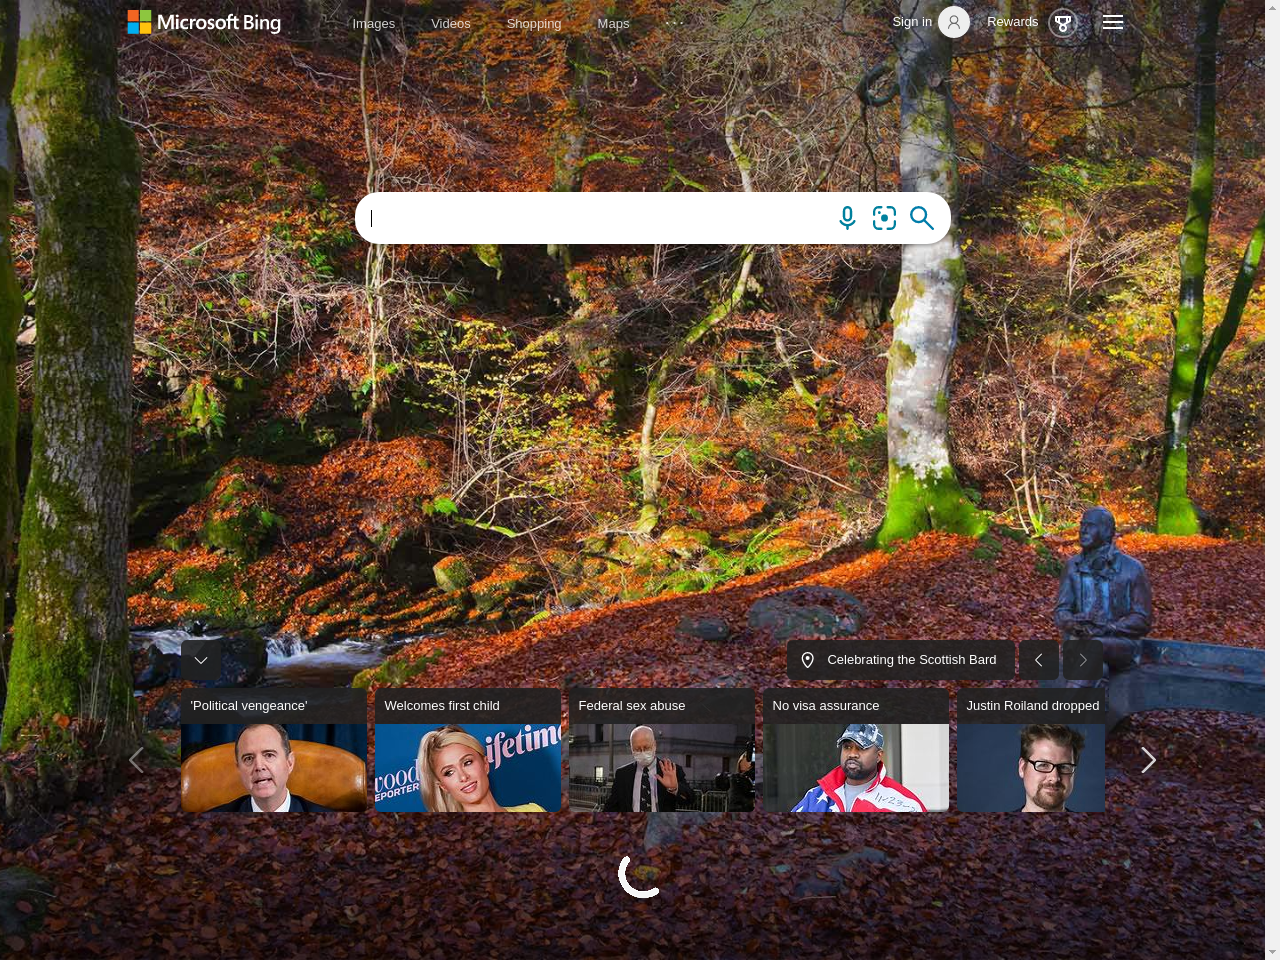 Microsoft Bing
Images Videos Shopping Maps
Sign in Rewards
Celebrating the Scottish Bard
'Political vengeance' Welcomes first child Federal sex abuse No visa assurance Justin Roiland dropped